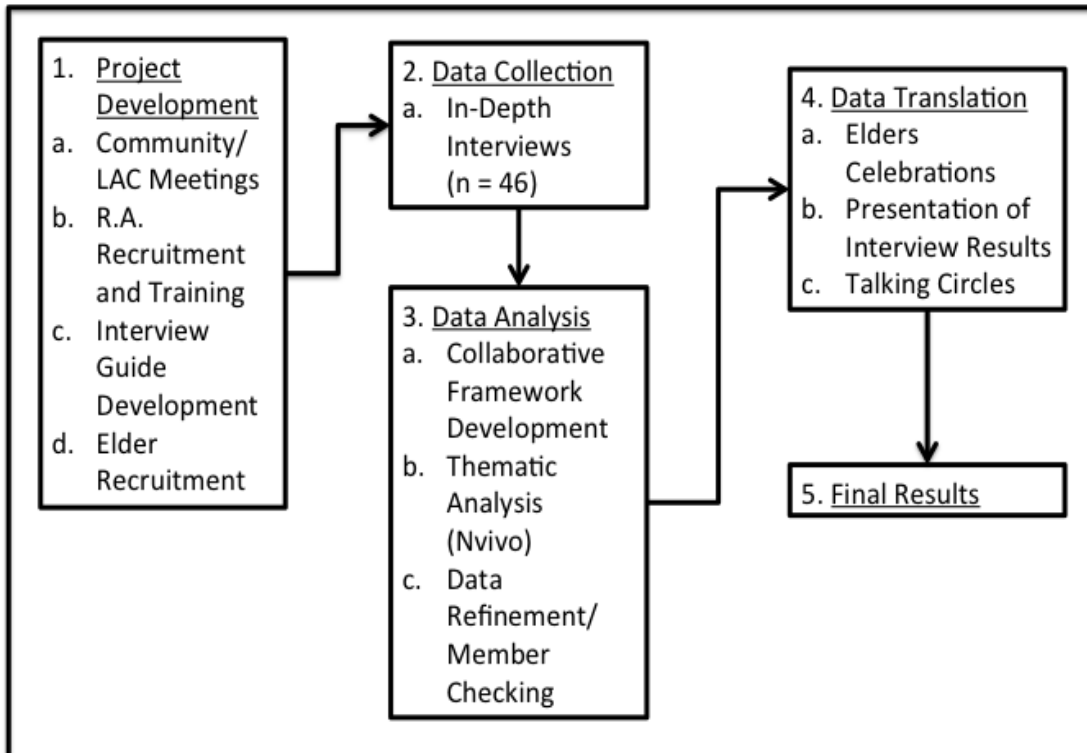 1. Project
Development
a. Community/
LAC Meetings
b. R.A.
Recruitment
and Training
c. Interview
Guide
Development
d. Elder
Recruitment
2. Data Collection
a. In-Depth
Interviews
(n = 46)
3. Data Analysis
a. Collaborative
Framework
Development
b. Thematic
Analysis
(Nvivo)
c. Data
Refinement/
Member
Checking
4. Data Translation
a. Elders
Celebrations
b. Presentation of
Interview Results
c. Talking Circles
5. Final Results